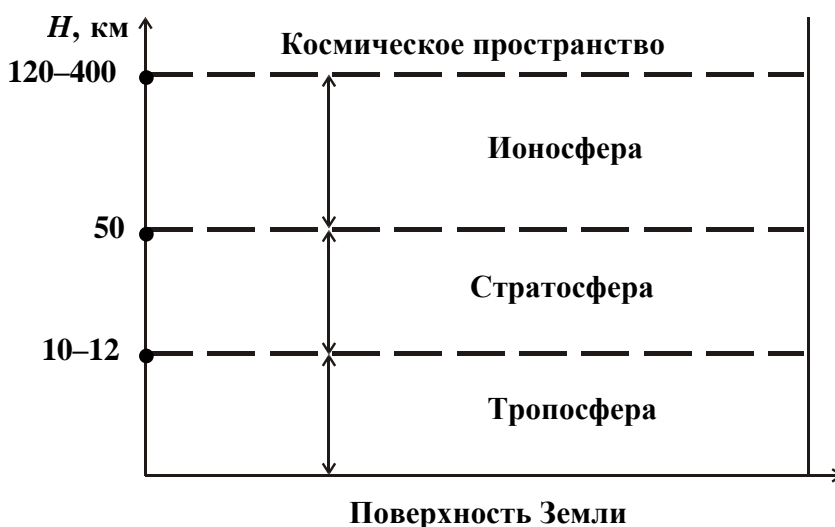 H, км
Космическое пространство
120–400
Ионосфера
50
Стратосфера
10–12
Тропосфера
Поверхность Земли